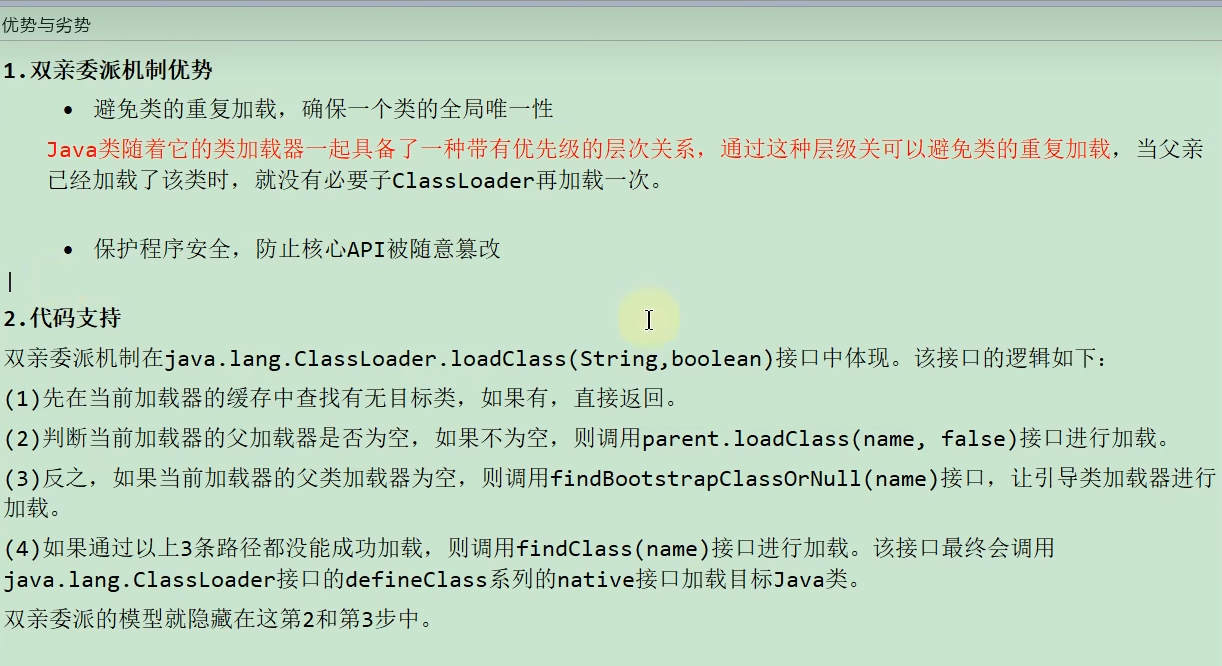 优势与劣势
1.双亲委派机制优势
• 避免类的重复加载，确保一个类的全局唯一性
Java类随着它的类加载器一起具备了一种带有优先级的层次关系，通过这种层级关可以避免类的重复加载，当父亲
已经加载了该类时，就没有必要子ClassLoader再加载一次。
• 保护程序安全，防止核心API被随意篡改
2.代码支持
双亲委派机制在java.lang.ClassLoader.loadClass(String,boolean)接口中体现。该接口的逻辑如下：
(1)先在当前加载器的缓存中查找有无目标类，如果有，直接返回。
(2)判断当前加载器的父加载器是否为空，如果不为空，则调用parent.loadClass(name, false)接口进行加载。
(3)反之，如果当前加载器的父类加载器为空，则调用findBootstrapClassOrNull(name)接口，让引导类加载器进行
加载。
(4)如果通过以上3条路径都没能成功加载，则调用findClass(name)接口进行加载。该接口最终会调用
java.lang.ClassLoader接口的defineClass系列的native接口加载目标Java类。
双亲委派的模型就隐藏在这第2和第3步中。